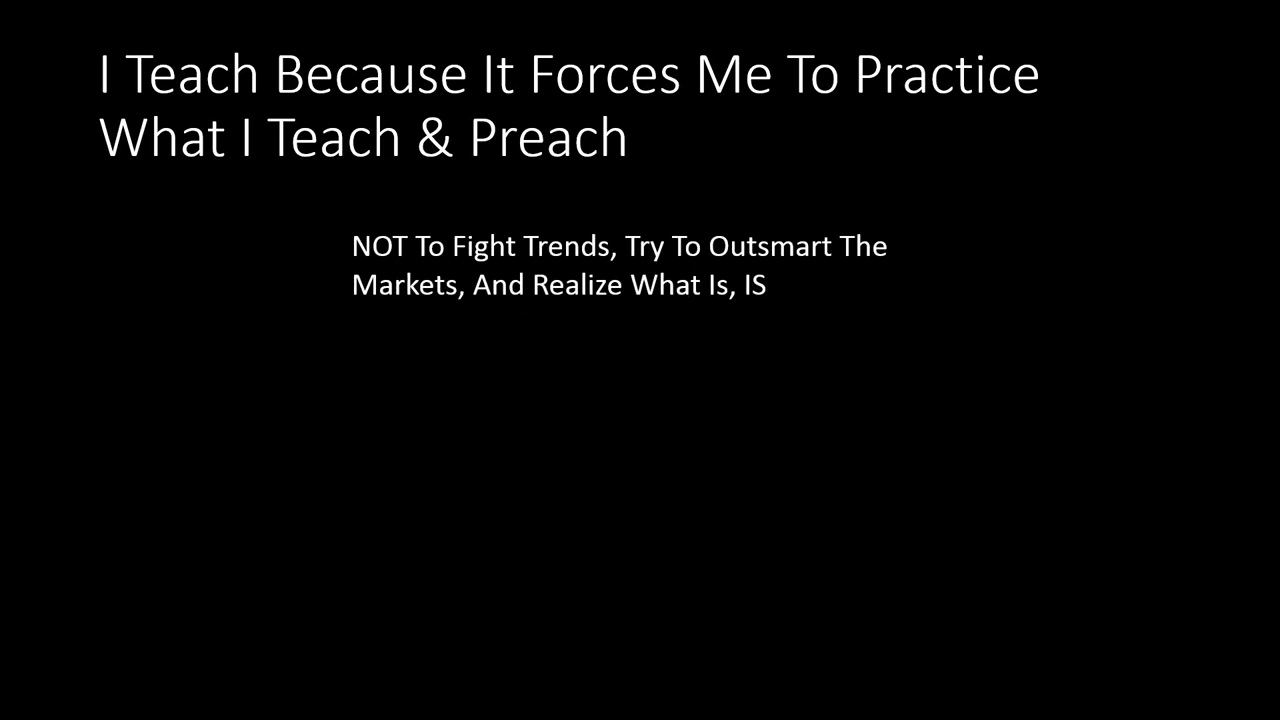 I Teach Because It Forces Me To Practice
What I Teach & Preach
NOT To Fight Trends, Try To Outsmart The
Markets, And Realize What Is, IS